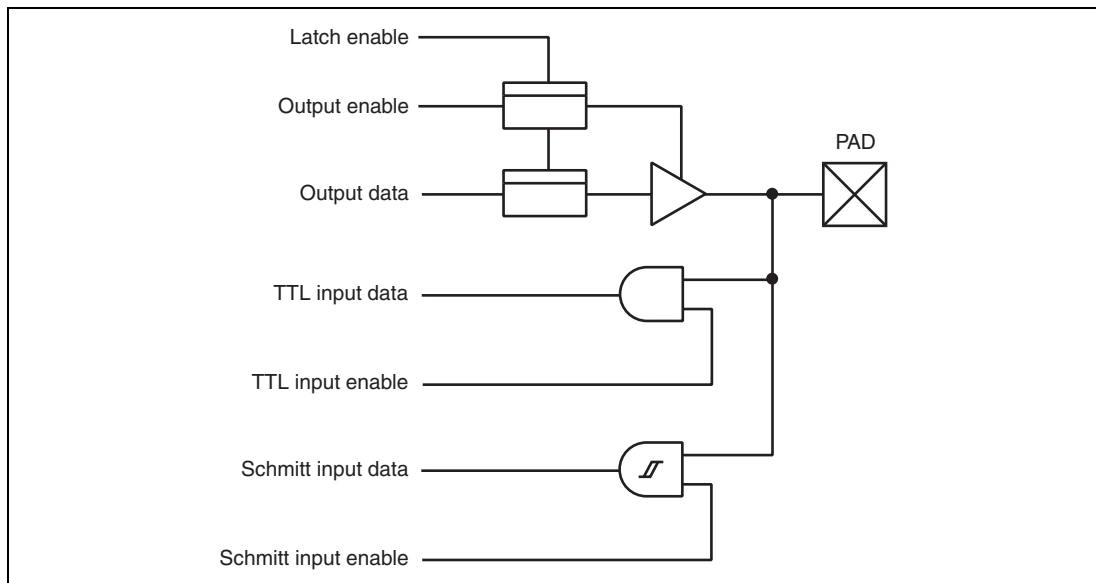 Latch enable
Output enable
PAD
Output data
TTL input data
TTL input enable
Schmitt input data
Schmitt input enable